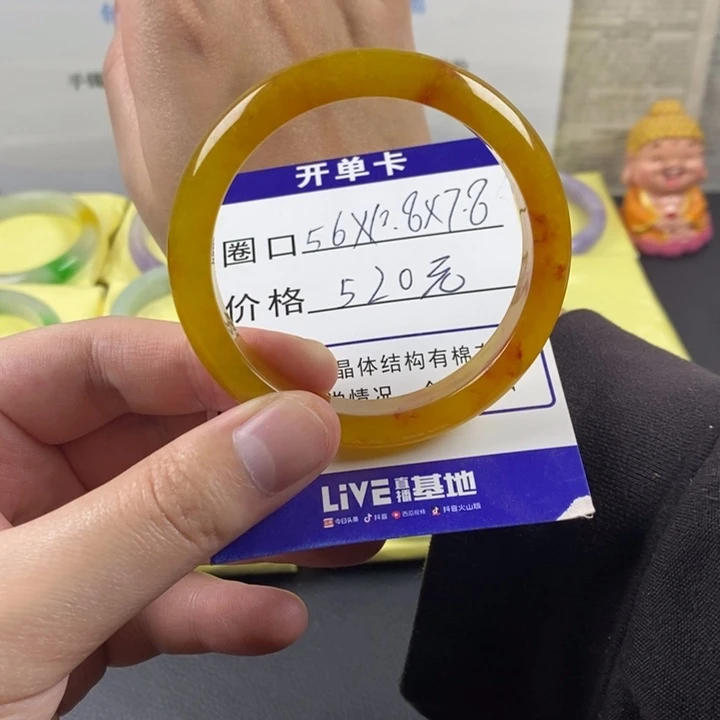 开单卡
圈口 56X12.8X7.8
价格 520元
晶体结构有棉
情况
LiVE直播基地
今日头条 抖音 西瓜视频 抖音火山版